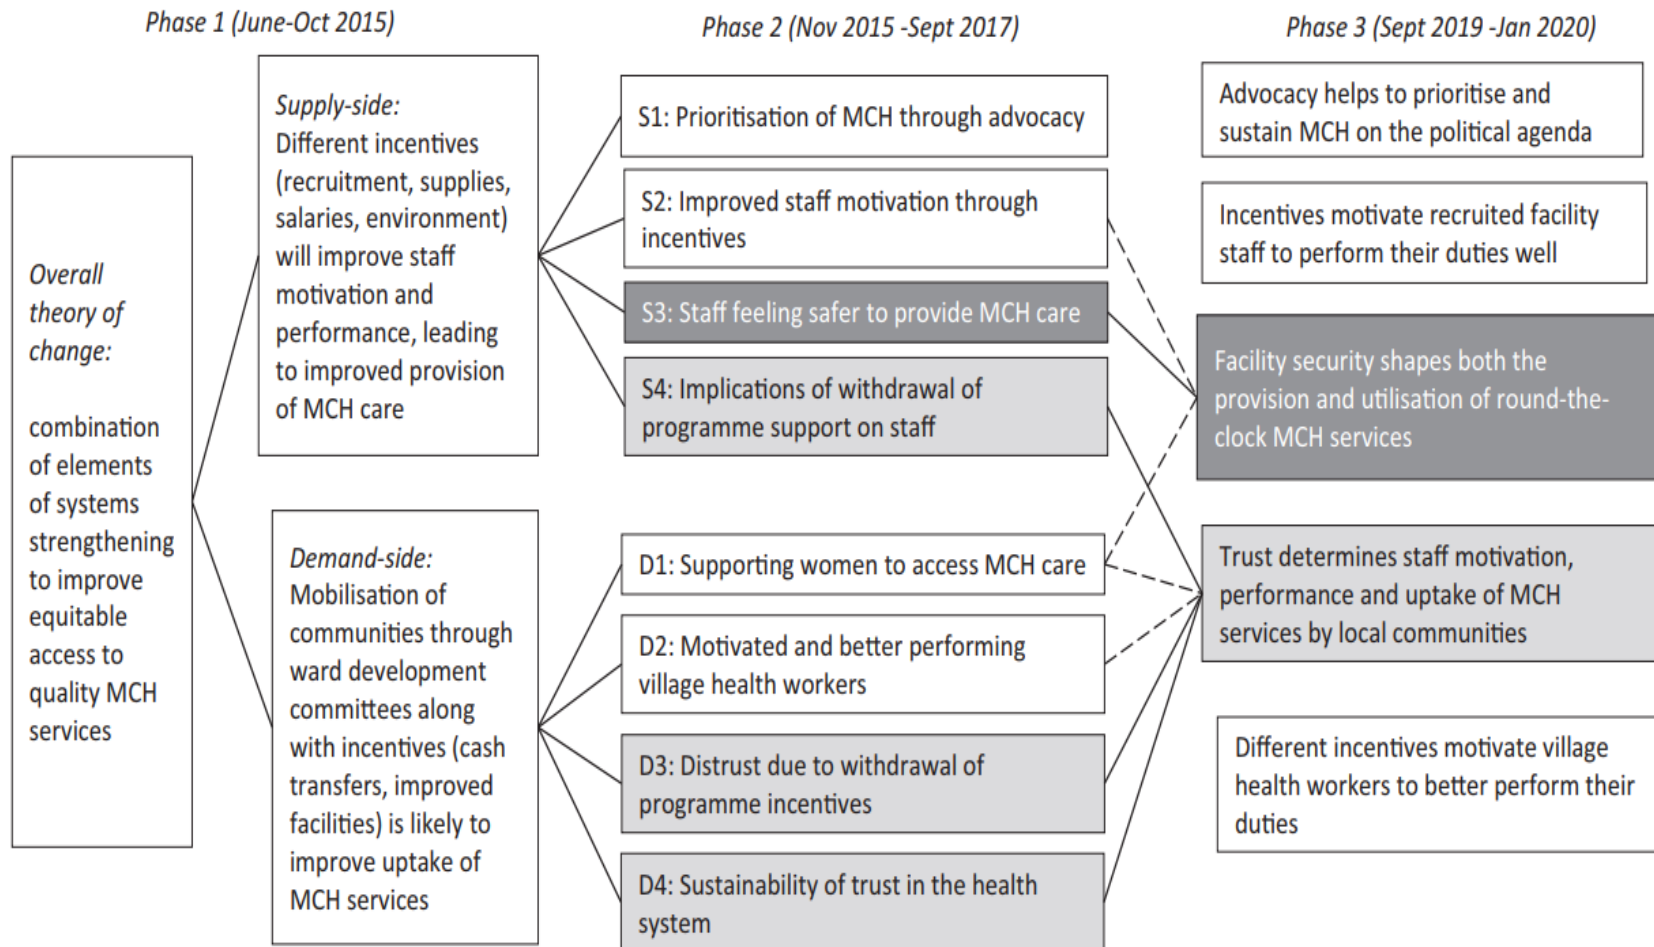 Phase 1 (June-Oct 2015)
Phase 2 (Nov 2015 -Sept 2017)
Phase 3 (Sept 2019 -Jan 2020)
Overall
theory of
change:
combination
of elements
of systems
strengthening
to improve
equitable
access to
quality MCH
services
Supply-side:
Different incentives
(recruitment, supplies,
salaries, environment)
will improve staff
motivation and
performance, leading
to improved provision
of MCH care
Demand-side:
Mobilisation of
communities through
ward development
committees along
with incentives (cash
transfers, improved
facilities) is likely to
improve uptake of
MCH services
S1: Prioritisation of MCH through advocacy
S2: Improved staff motivation through
incentives
S3: Staff feeling safer to provide MCH care
S4: Implications of withdrawal of
programme support on staff
D1: Supporting women to access MCH care
D2: Motivated and better performing
village health workers
D3: Distrust due to withdrawal of
programme incentives
D4: Sustainability of trust in the health
system
Advocacy helps to prioritise and
sustain MCH on the political agenda
Incentives motivate recruited facility
staff to perform their duties well
Facility security shapes both the
provision and utilisation of round-the-
clock MCH services
Trust determines staff motivation,
performance and uptake of MCH
services by local communities
Different incentives motivate village
health workers to better perform their
duties